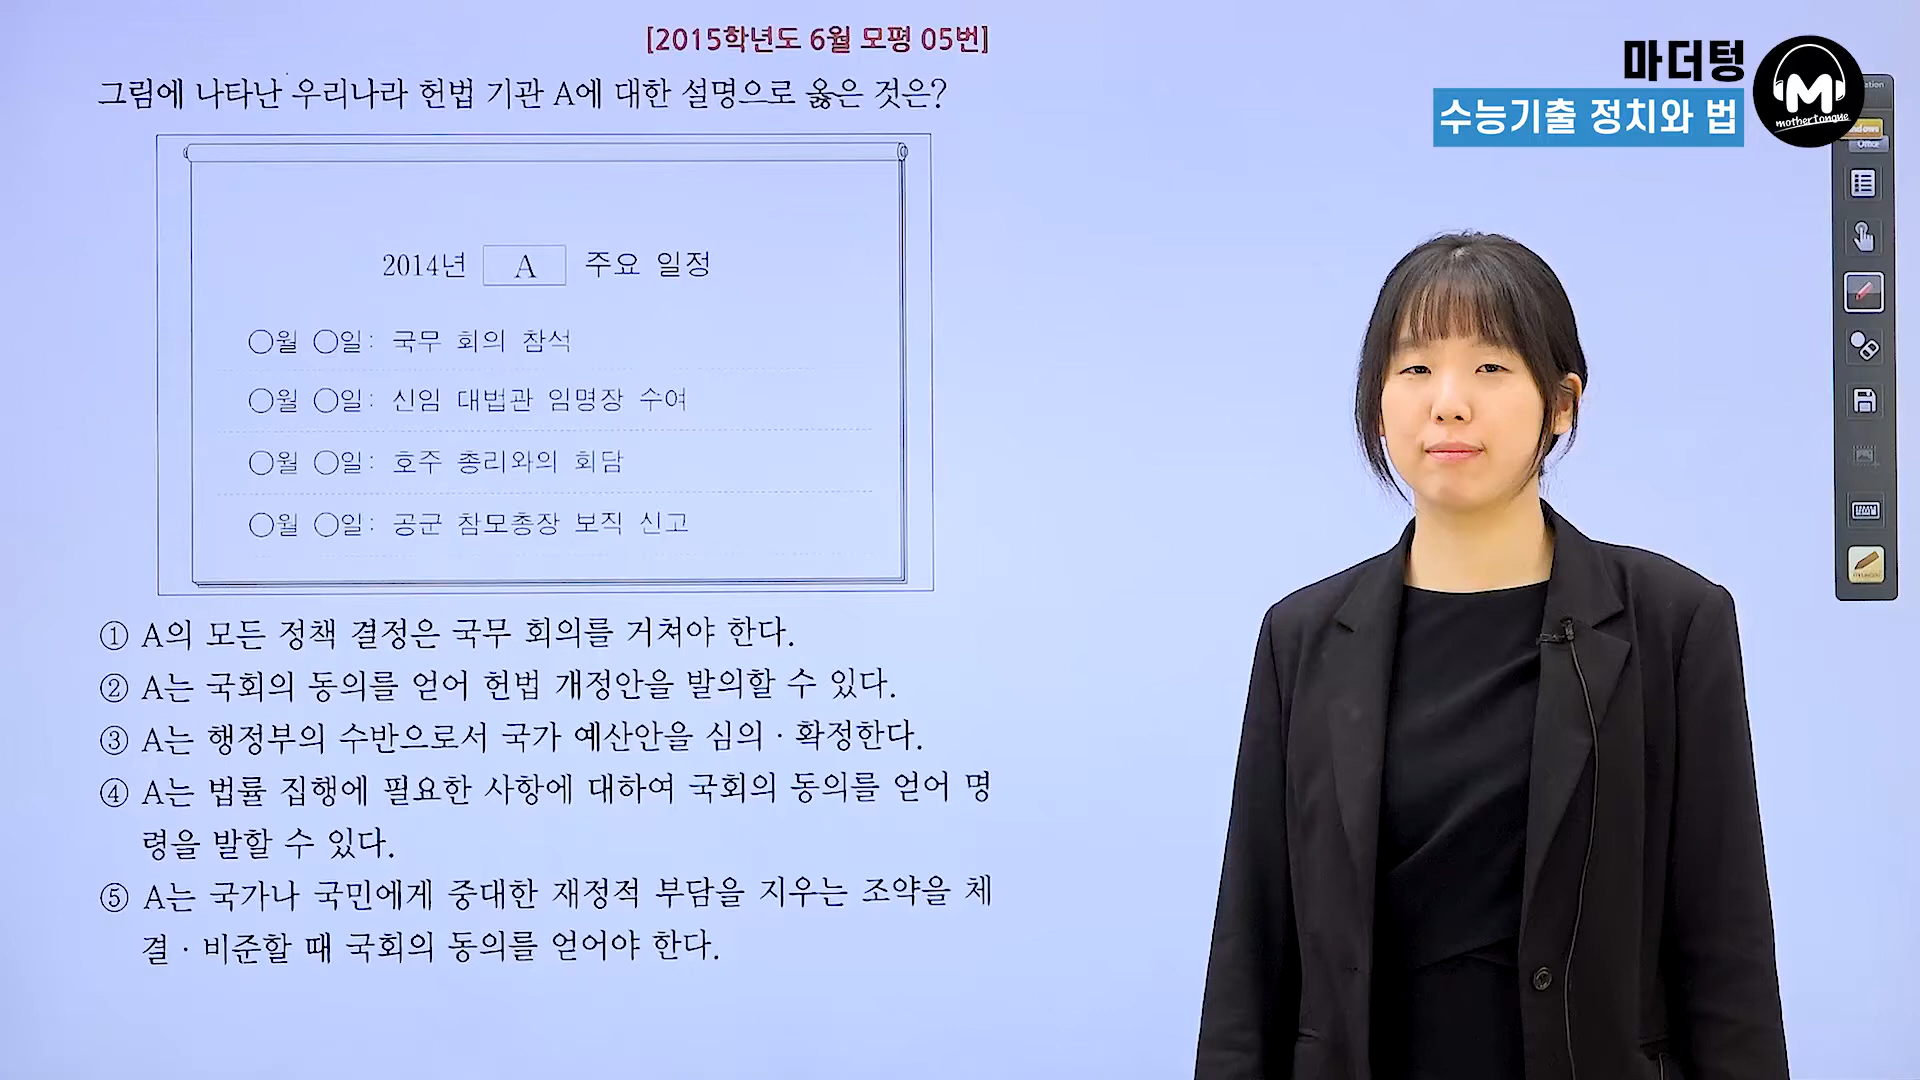 [2015학년도 6월 모평 05번]
그림에 나타난 우리나라 헌법 기관 A에 대한 설명으로 옳은 것은?
2014년 A 주요 일정
○월 ○일: 국무 회의 참석
○월 ○일: 신임 대법관 임명장 수여
○월 ○일: 호주 총리와의 회담
○월 ○일: 공군 참모총장 보직 신고
① A의 모든 정책 결정은 국무 회의를 거쳐야 한다.
② A는 국회의 동의를 얻어 헌법 개정안을 발의할 수 있다.
③ A는 행정부의 수반으로서 국가 예산안을 심의·확정한다.
④ A는 법률 집행에 필요한 사항에 대하여 국회의 동의를 얻어 명
령을 발할 수 있다.
⑤ A는 국가나 국민에게 중대한 재정적 부담을 지우는 조약을 체
결·비준할 때 국회의 동의를 얻어야 한다.
마더텅
수능기출 정치와 법
M
mothertongue
Office